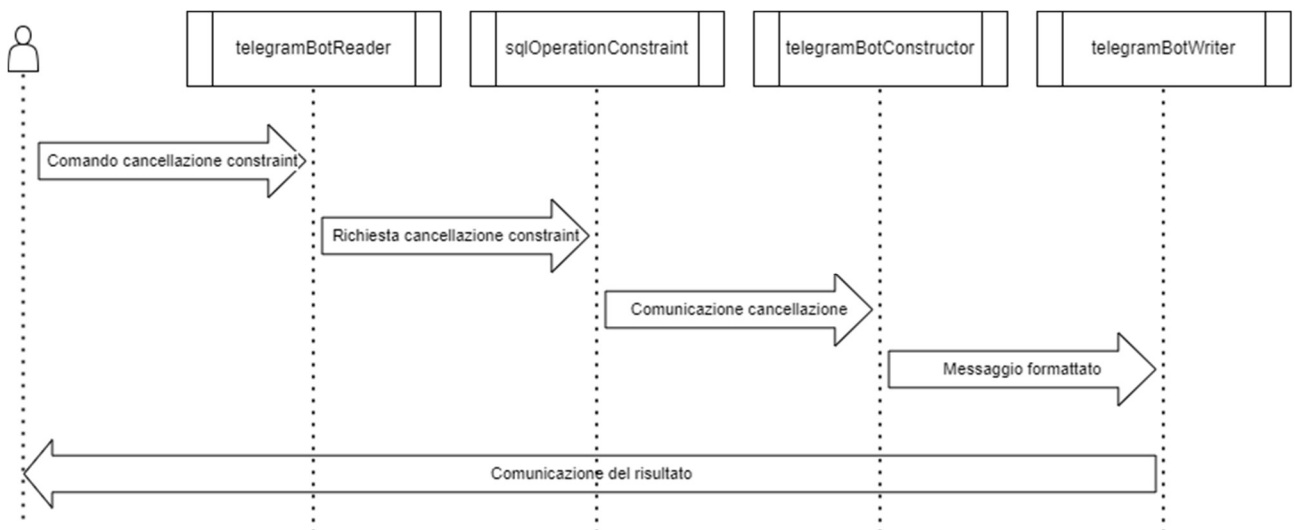 telegramBotReader
sqlOperationConstraint
telegramBotConstructor
telegramBotWriter
Comando cancellazione constraint
Richiesta cancellazione constraint
Comunicazione cancellazione
Messaggio formattato
Comunicazione del risultato